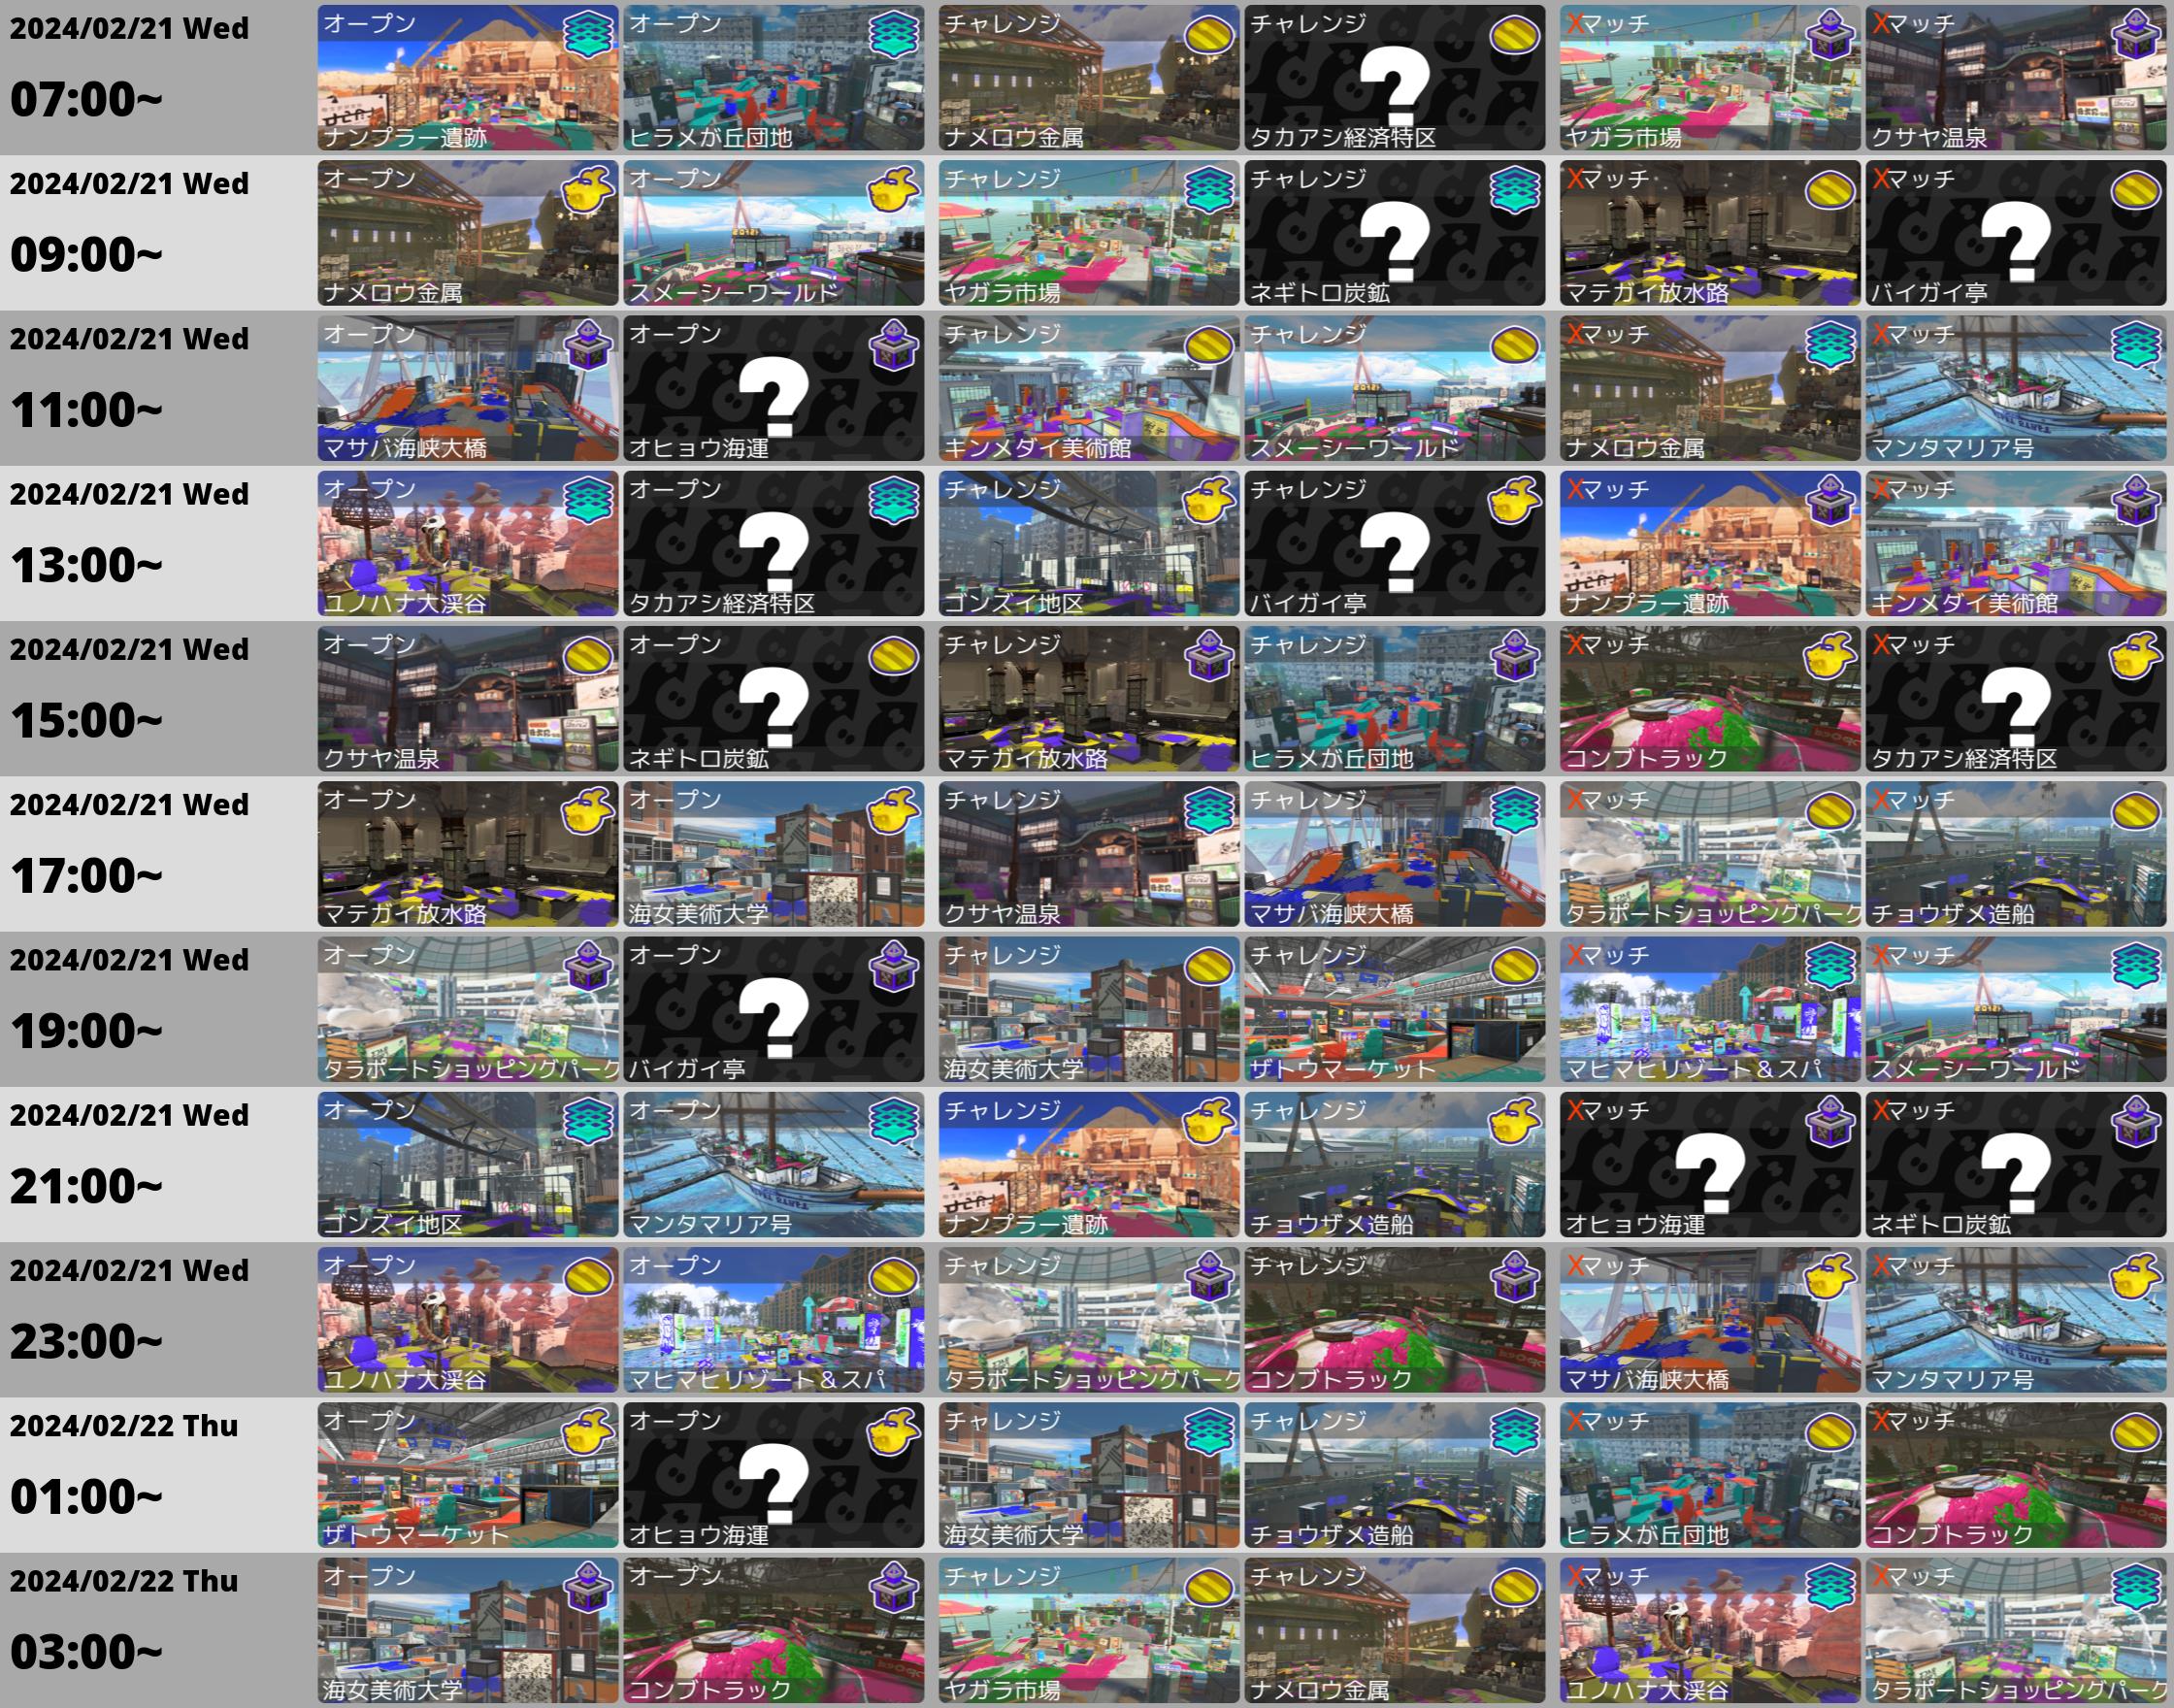 2024/02/21 Wed
07:00~
オープン
ナンプラー遺跡
オープン
ヒラメが丘団地
チャレンジ
ナメロウ金属
チャレンジ
タカアシ経済特区
Xマッチ
ヤガラ市場
Xマッチ
クサヤ温泉
2024/02/21 Wed
09:00~
オープン
ナメロウ金属
オープン
スメーシーワールド
チャレンジ
ヤガラ市場
チャレンジ
ネギトロ炭鉱
Xマッチ
マテガイ放水路
Xマッチ
バイガイ亭
2024/02/21 Wed
11:00~
オープン
マサバ海峡大橋
オープン
オヒョウ海運
チャレンジ
キンメダイ美術館
チャレンジ
スメーシーワールド
Xマッチ
ナメロウ金属
Xマッチ
マンタマリア号
2024/02/21 Wed
13:00~
オープン
ユノハナ大渓谷
オープン
タカアシ経済特区
チャレンジ
ゴンズイ地区
チャレンジ
バイガイ亭
Xマッチ
ナンプラー遺跡
Xマッチ
キンメダイ美術館
2024/02/21 Wed
15:00~
オープン
クサヤ温泉
オープン
ネギトロ炭鉱
チャレンジ
マテガイ放水路
チャレンジ
ヒラメが丘団地
Xマッチ
コンブトラック
Xマッチ
タカアシ経済特区
2024/02/21 Wed
17:00~
オープン
マテガイ放水路
オープン
海女美術大学
チャレンジ
クサヤ温泉
チャレンジ
マサバ海峡大橋
Xマッチ
タラポートショッピングパーク
Xマッチ
チョウザメ造船
2024/02/21 Wed
19:00~
オープン
タラポートショッピングパーク
オープン
バイガイ亭
チャレンジ
海女美術大学
チャレンジ
ザトウマーケット
Xマッチ
マヒマヒリゾート＆スパ
Xマッチ
スメーシーワールド
2024/02/21 Wed
21:00~
オープン
ゴンズイ地区
オープン
マンタマリア号
チャレンジ
ナンプラー遺跡
チャレンジ
チョウザメ造船
Xマッチ
オヒョウ海運
Xマッチ
ネギトロ炭鉱
2024/02/21 Wed
23:00~
オープン
ユノハナ大渓谷
オープン
マヒマヒリゾート＆スパ
チャレンジ
タラポートショッピングパーク
チャレンジ
コンブトラック
Xマッチ
マサバ海峡大橋
Xマッチ
マンタマリア号
2024/02/22 Thu
01:00~
オープン
ザトウマーケット
オープン
オヒョウ海運
チャレンジ
海女美術大学
チャレンジ
チョウザメ造船
Xマッチ
ヒラメが丘団地
Xマッチ
コンブトラック
2024/02/22 Thu
03:00~
オープン
海女美術大学
オープン
コンブトラック
チャレンジ
ヤガラ市場
チャレンジ
ナメロウ金属
Xマッチ
ユノハナ大渓谷
Xマッチ
タラポートショッピングパーク